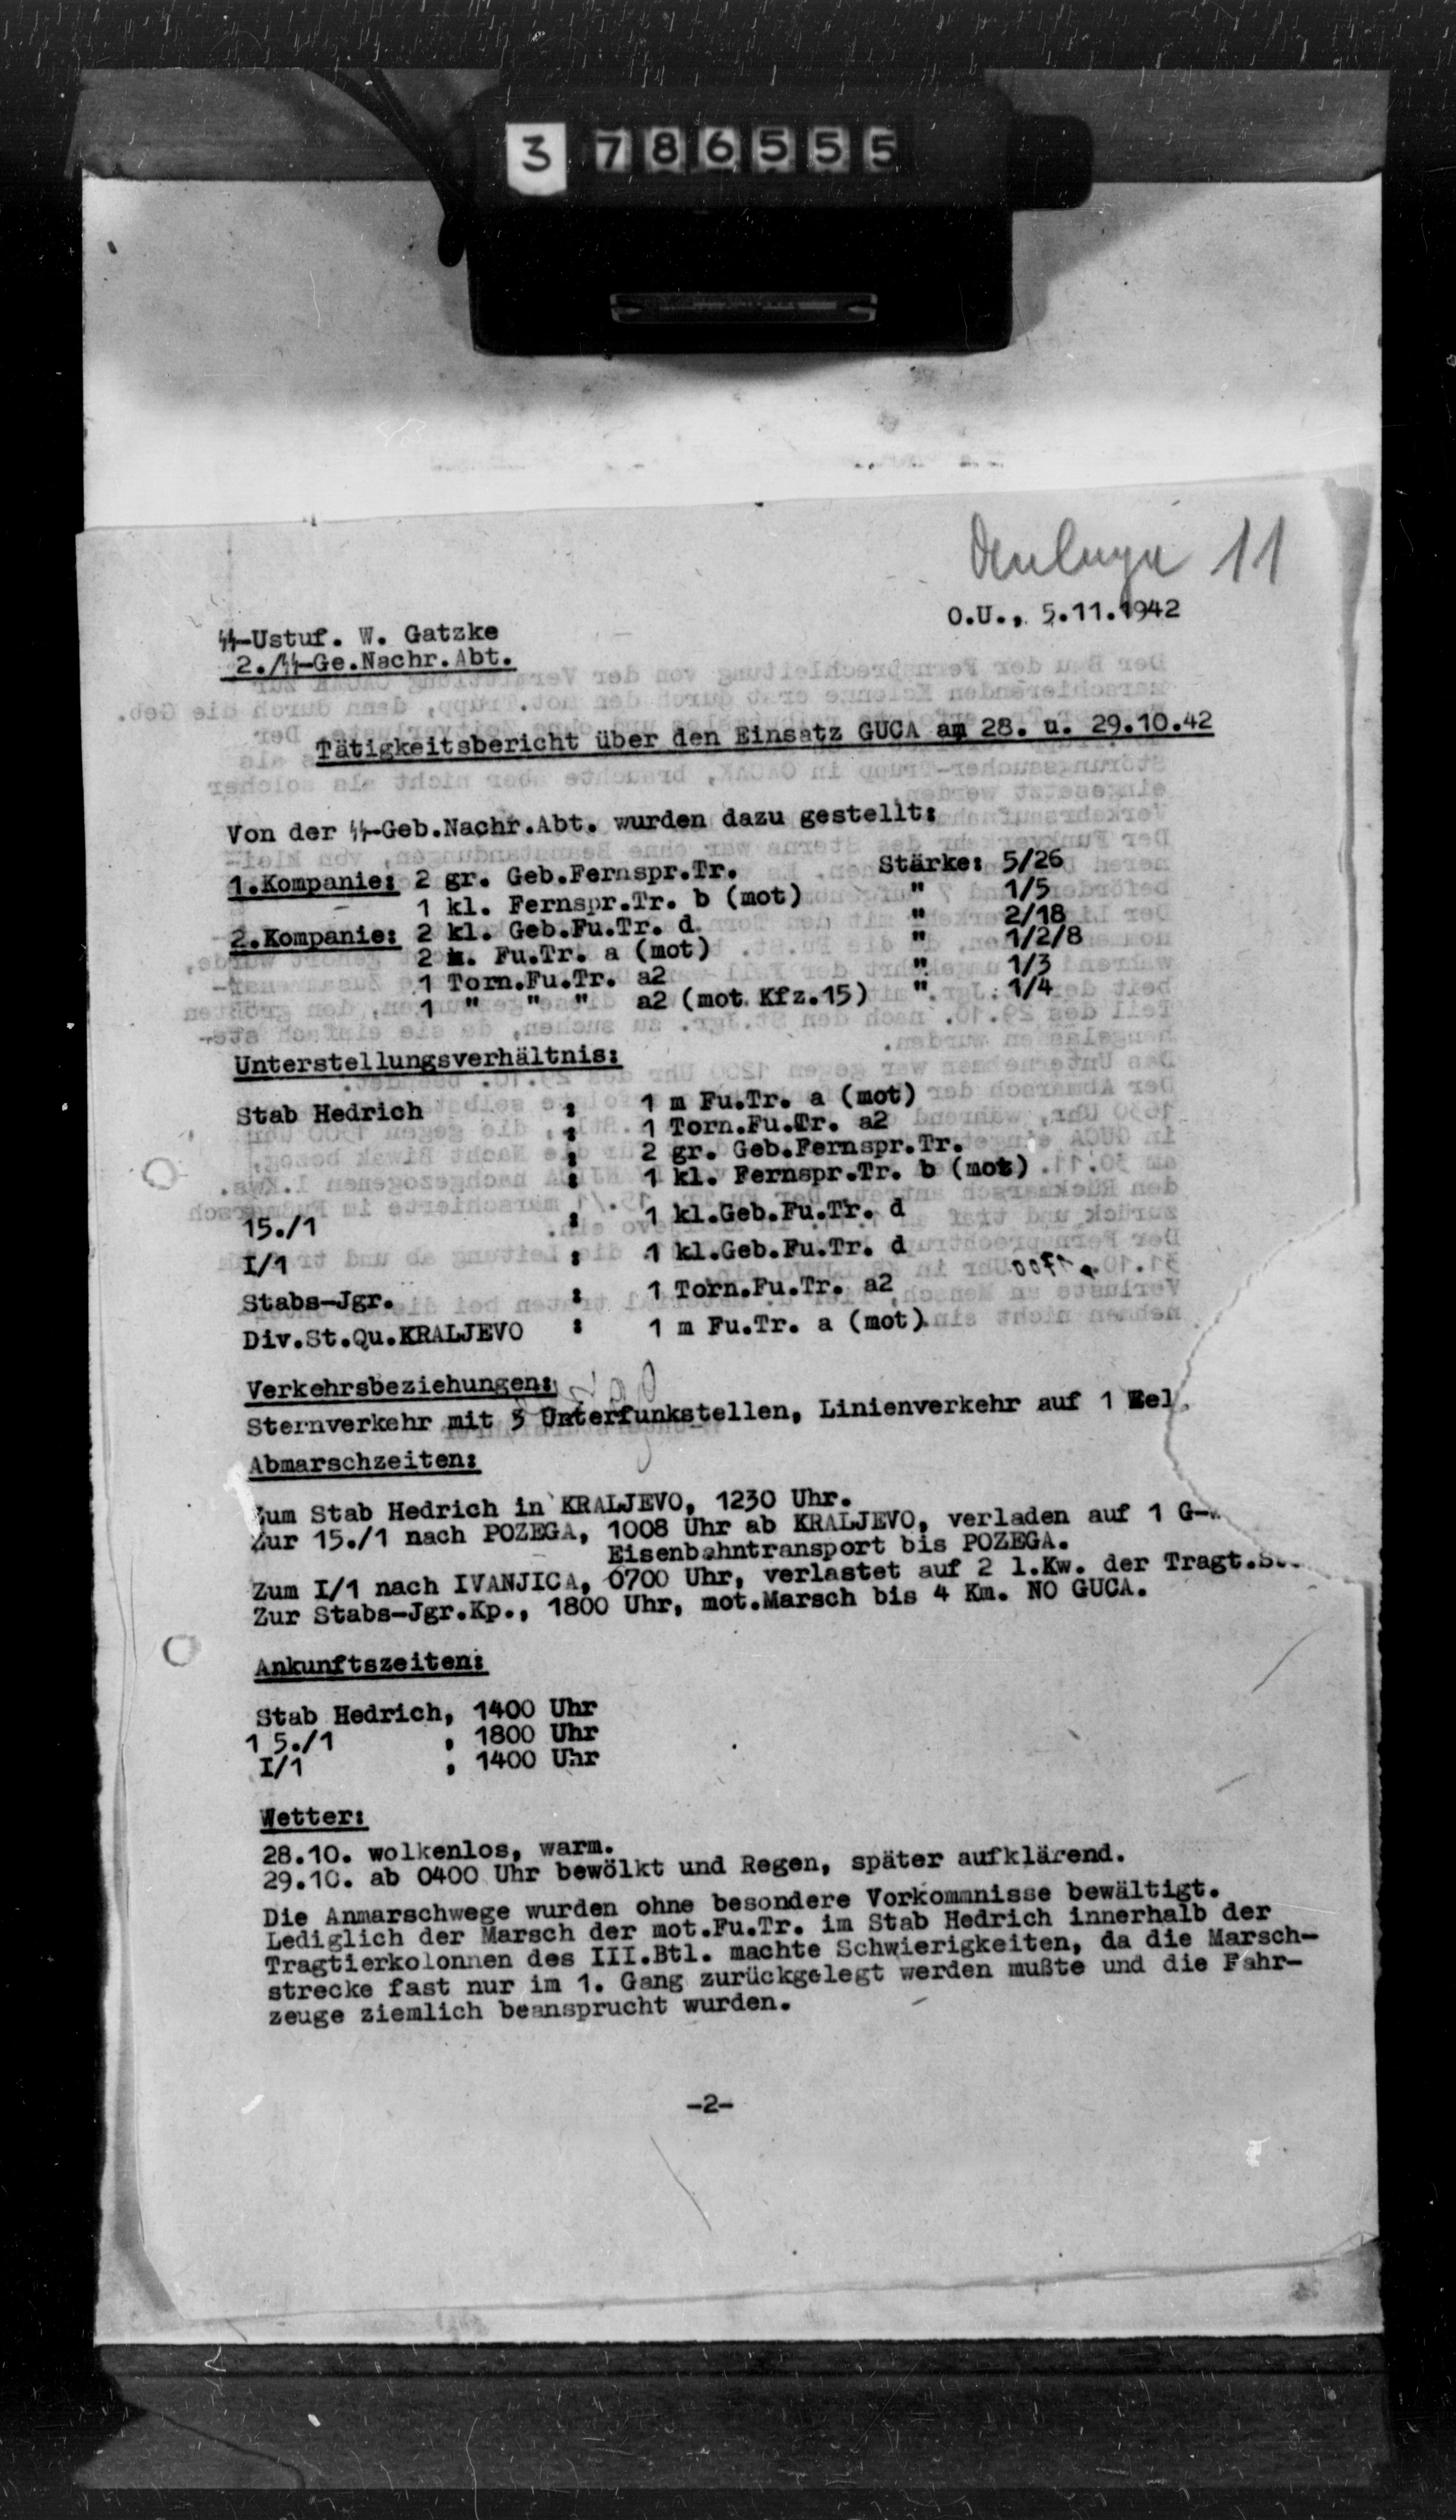 3 786555
Anlage 11
O.U., 5.11.1942
SS-Ustuf. W. Gatzke
2./SS-Ge.Nachr.Abt.
Tätigkeitsbericht über den Einsatz GUCA am 28. u. 29.10.42
Von der SS-Geb.Nachr.Abt. wurden dazu gestellt:
1.Kompanie: 2 gr. Geb.Fernspr.Tr. Stärke: 5/26
1 kl. Fernspr.Tr. b (mot) " 1/5
2.Kompanie: 2 kl. Geb.Fu.Tr. d " 2/18
2 m. Fu.Tr. a (mot) " 1/2/8
1 Torn.Fu.Tr. a2 " 1/3
1 " " " a2 (mot Kfz.15) " 1/4
Unterstellungsverhältnis:
Stab Hedrich : 1 m Fu.Tr. a (mot)
: 1 Torn.Fu.Tr. a2
: 2 gr. Geb.Fernspr.Tr.
: 1 kl. Fernspr.Tr. b (mot)
15./1 : 1 kl.Geb.Fu.Tr. d
I/1 : 1 kl.Geb.Fu.Tr. d
Stabs-Jgr. : 1 Torn.Fu.Tr. a2
Div.St.Qu.KRALJEVO : 1 m Fu.Tr. a (mot)
Verkehrsbeziehungen:
Sternverkehr mit 3 Unterfunkstellen, Linienverkehr auf 1
Abmarschzeiten:
Zum Stab Hedrich in KRALJEVO, 1230 Uhr.
Zur 15./1 nach POZEGA, 1008 Uhr ab KRALJEVO, verladen auf 1 G-
Eisenbahntransport bis POZEGA.
Zum I/1 nach IVANJICA, 0700 Uhr, verlastet auf 2 l.Kw. der Tragt.
Zur Stabs-Jgr.Kp., 1800 Uhr, mot.Marsch bis 4 Km. NO GUCA.
Ankunftszeiten:
Stab Hedrich, 1400 Uhr
15./1 , 1800 Uhr
I/1 , 1400 Uhr
Wetter:
28.10. wolkenlos, warm.
29.10. ab 0400 Uhr bewölkt und Regen, später aufklärend.
Die Anmarschwege wurden ohne besondere Vorkommnisse bewältigt.
Lediglich der Marsch der mot.Fu.Tr. im Stab Hedrich innerhalb der
Tragtierkolonnen des III.Btl. machte Schwierigkeiten, da die Marsch-
strecke fast nur im 1. Gang zurückgelegt werden mußte und die Fahr-
zeuge ziemlich beansprucht wurden.
-2-